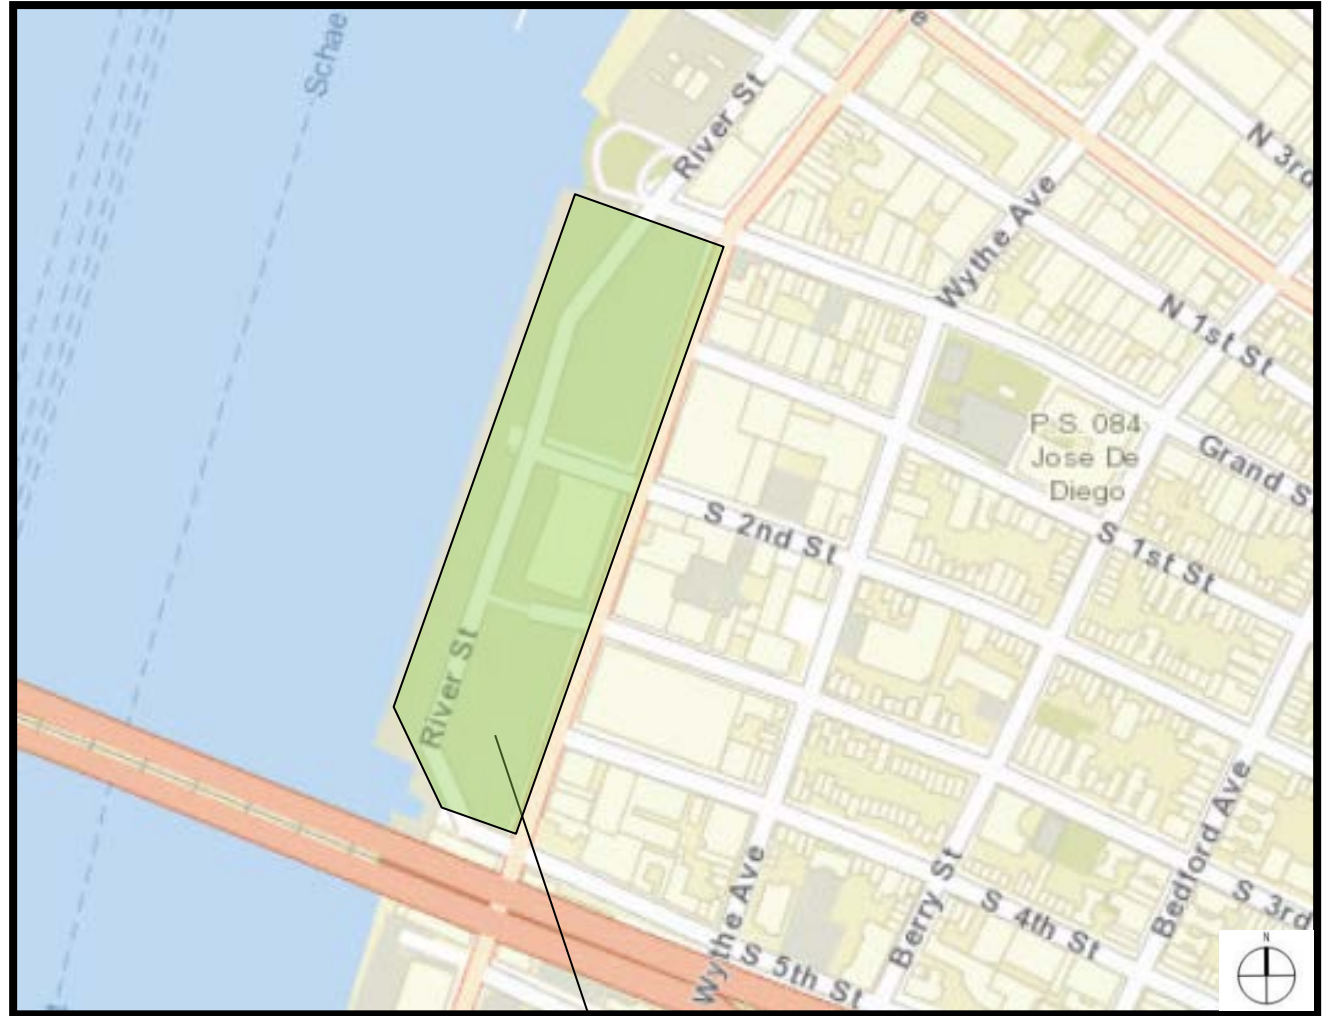 Schae
River St
N 3rd
Wythe Ave
N 1st St
P.S. 084
Jose De
Diego
Grand S
S 2nd St
S 1st St
River St
Bedford Ave
Wythe Ave
Berry St
S 3rd
S 4th St
S 5th St
N